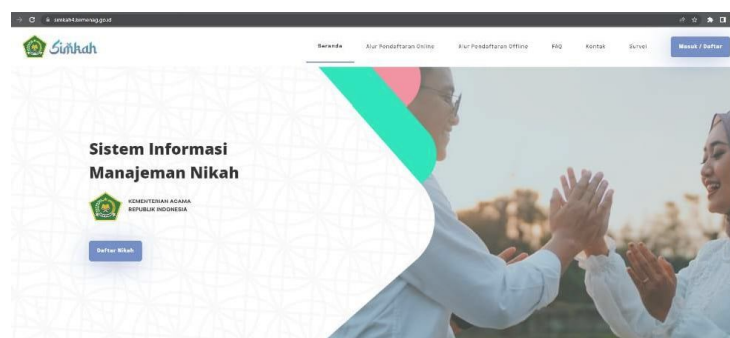 simkah4.kemenag.go.id
Simkah
Beranda
Alur Pendaftaran Online
Alur Pendaftaran Offline
FAQ
Kontak
Survei
Masuk / Daftar
Sistem Informasi
Manajeman Nikah
KEMENTERIAN AGAMA
REPUBLIK INDONESIA
Daftar Nikah